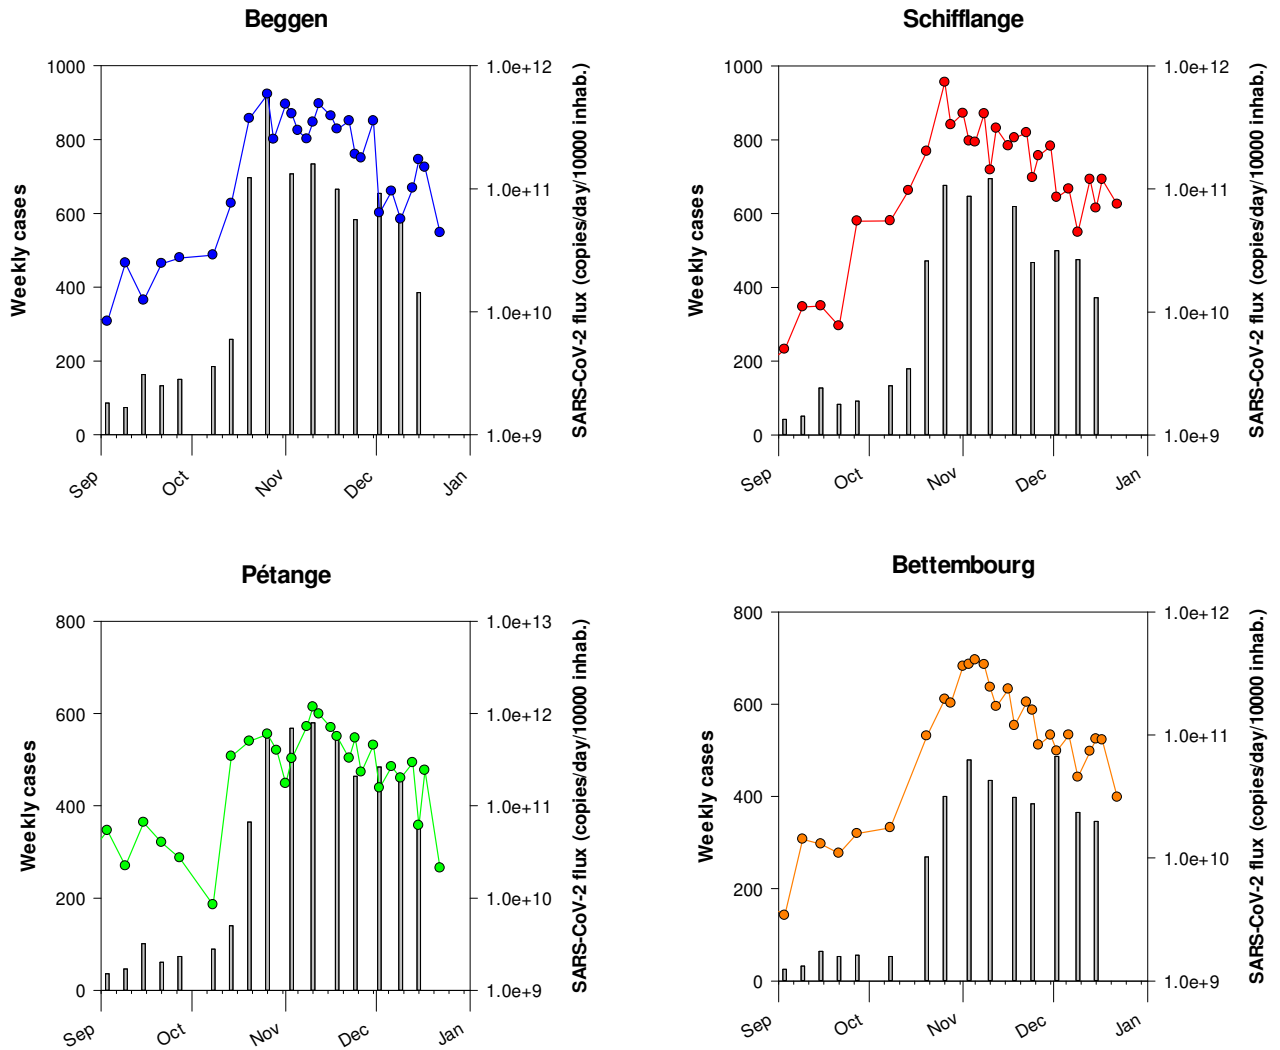 Beggen
1000
800
600
400
200
0
Weekly cases
1.0e+12
1.0e+11
1.0e+10
1.0e+9
SARS-CoV-2 flux (copies/day/10000 inhab.)
Sep
Oct
Nov
Dec
Jan
Schifflange
1000
800
600
400
200
0
Weekly cases
1.0e+12
1.0e+11
1.0e+10
1.0e+9
SARS-CoV-2 flux (copies/day/10000 inhab.)
Sep
Oct
Nov
Dec
Jan
Pétange
800
600
400
200
0
Weekly cases
1.0e+13
1.0e+12
1.0e+11
1.0e+10
1.0e+9
SARS-CoV-2 flux (copies/day/10000 inhab.)
Sep
Oct
Nov
Dec
Jan
Bettembourg
800
600
400
200
0
Weekly cases
1.0e+12
1.0e+11
1.0e+10
1.0e+9
SARS-CoV-2 flux (copies/day/10000 inhab.)
Sep
Oct
Nov
Dec
Jan